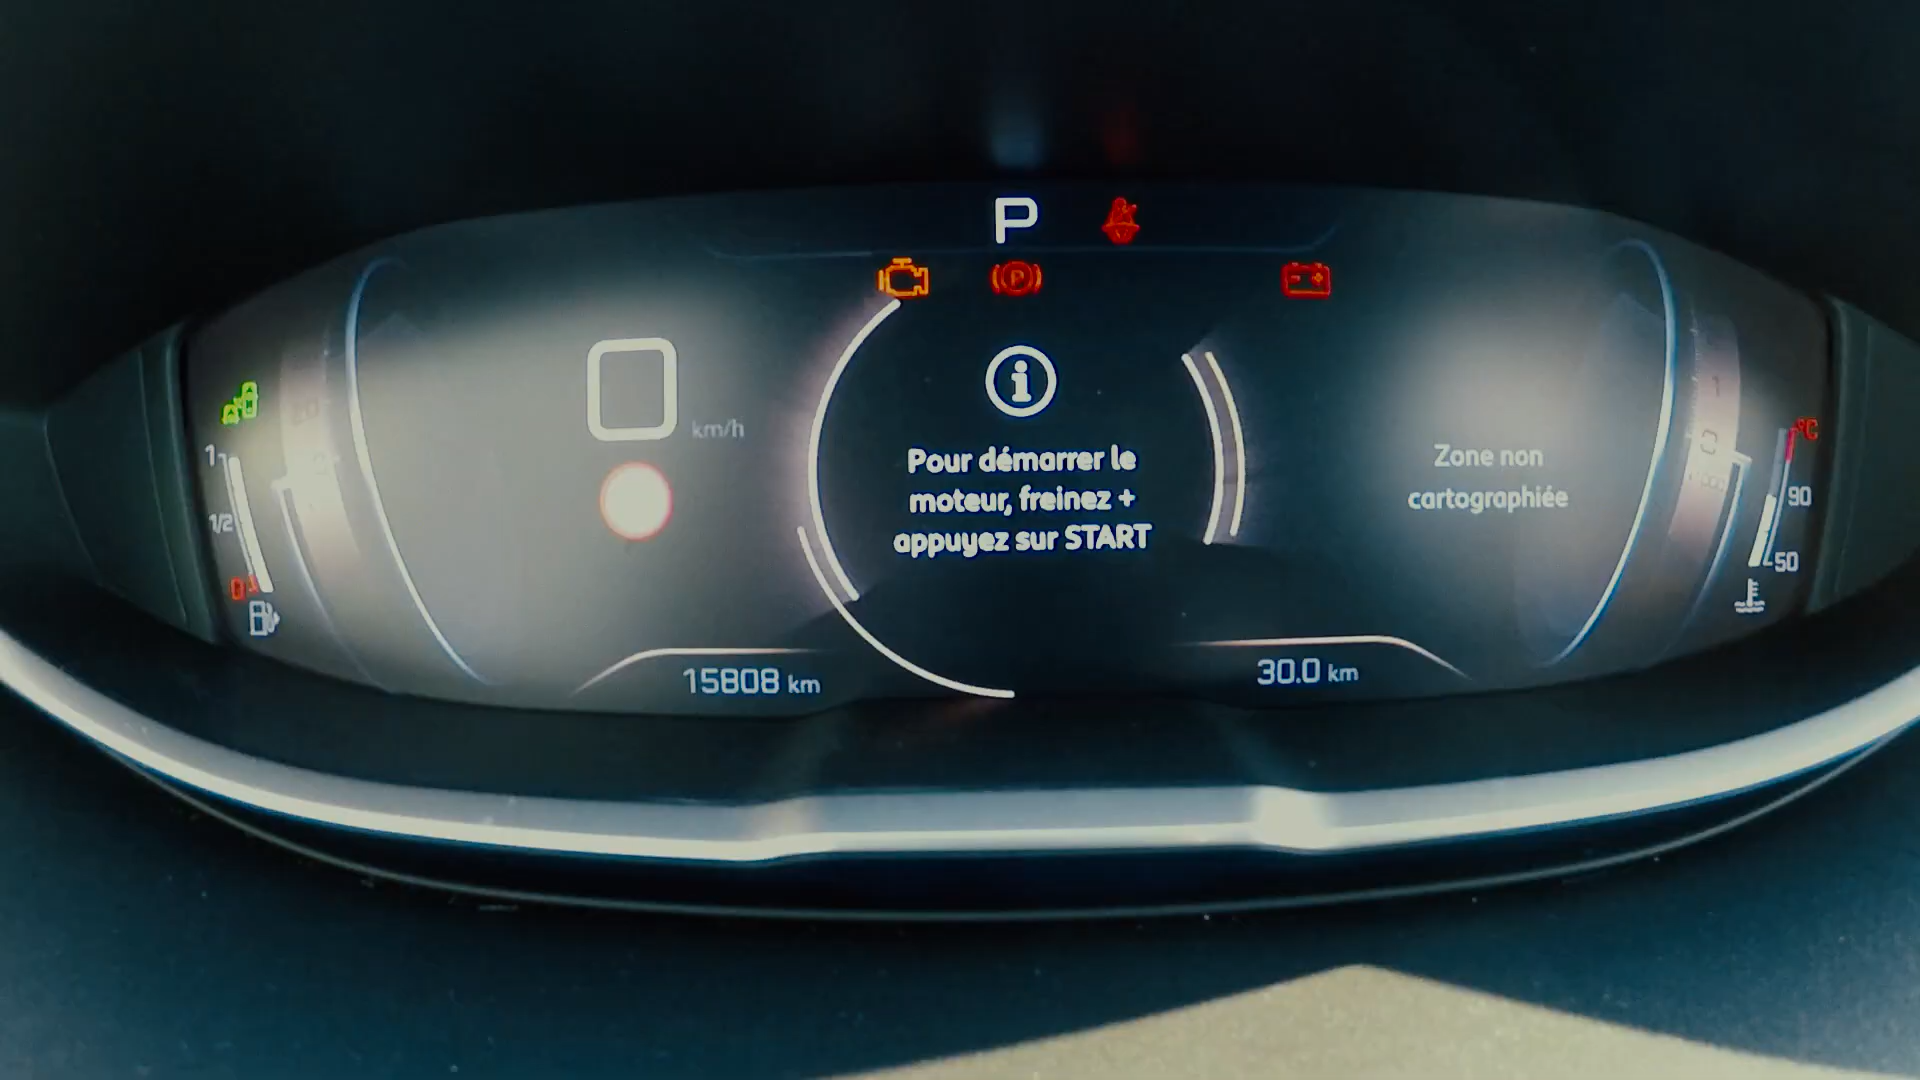 P
P
0
km/h
Pour démarrer le
moteur, freinez +
appuyez sur START
Zone non
cartographiée
1
1/2
0
°C
90
50
15808 km
30.0 km